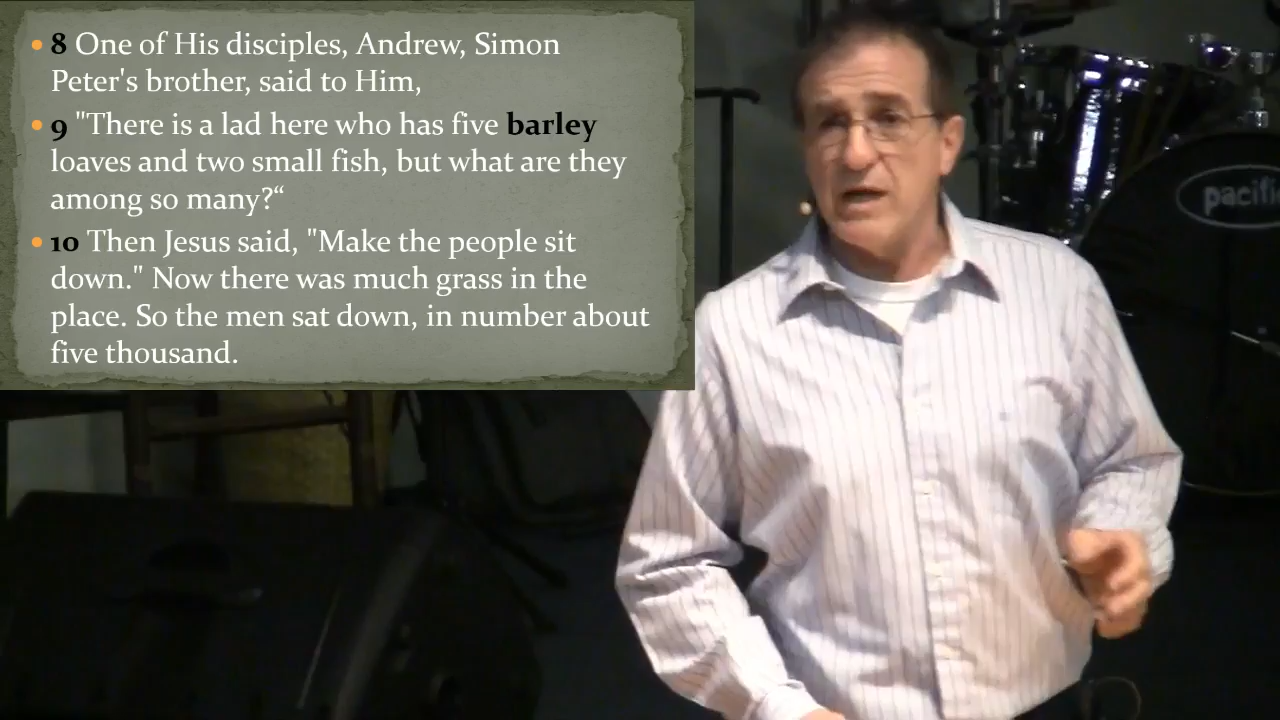 • 8 One of His disciples, Andrew, Simon
Peter's brother, said to Him,
• 9 "There is a lad here who has five barley
loaves and two small fish, but what are they
among so many?“
• 10 Then Jesus said, "Make the people sit
down." Now there was much grass in the
place. So the men sat down, in number about
five thousand.
pacific